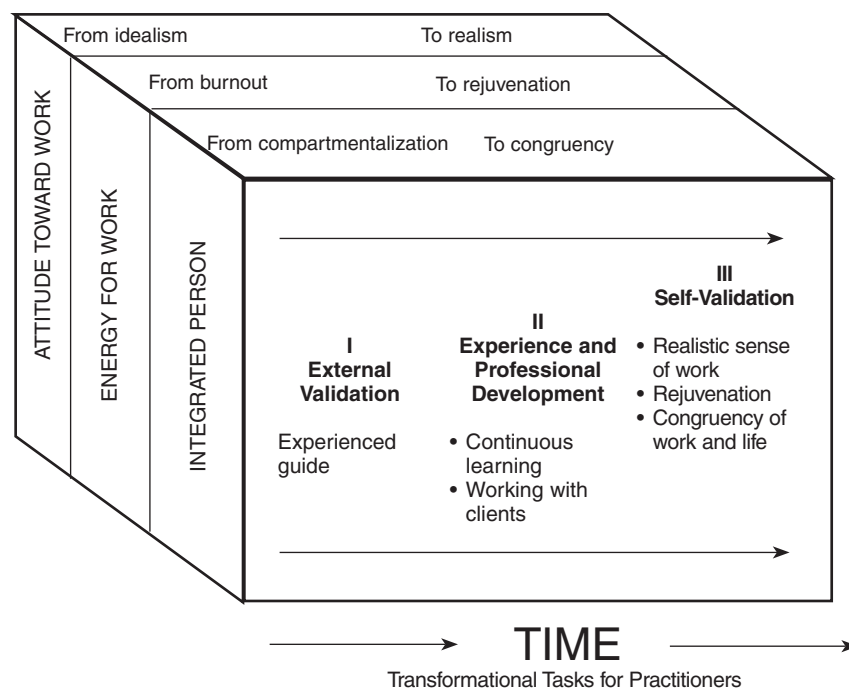 From idealism To realism
From burnout To rejuvenation
From compartmentalization To congruency
ATTITUDE TOWARD WORK
ENERGY FOR WORK
INTEGRATED PERSON
I
External
Validation
Experienced
guide
II
Experience and
Professional
Development
• Continuous
learning
• Working with
clients
III
Self-Validation
• Realistic sense
of work
• Rejuvenation
• Congruency of
work and life
TIME
Transformational Tasks for Practitioners